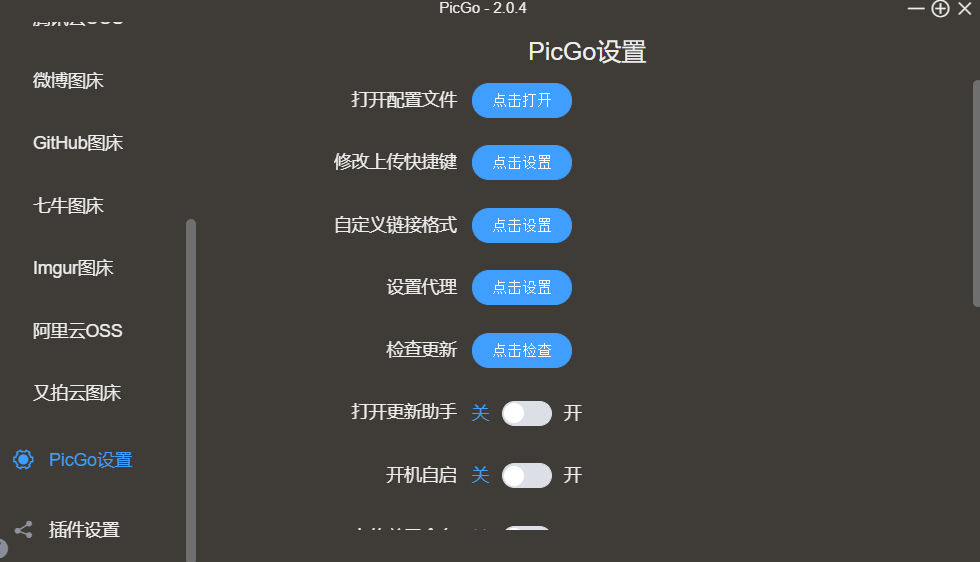 PicGo - 2.0.4
微博图床
GitHub图床
七牛图床
Imgur图床
阿里云OSS
又拍云图床
PicGo设置
插件设置
PicGo设置
打开配置文件 点击打开
修改上传快捷键 点击设置
自定义链接格式 点击设置
设置代理 点击设置
检查更新 点击检查
打开更新助手 关 开
开机自启 关 开